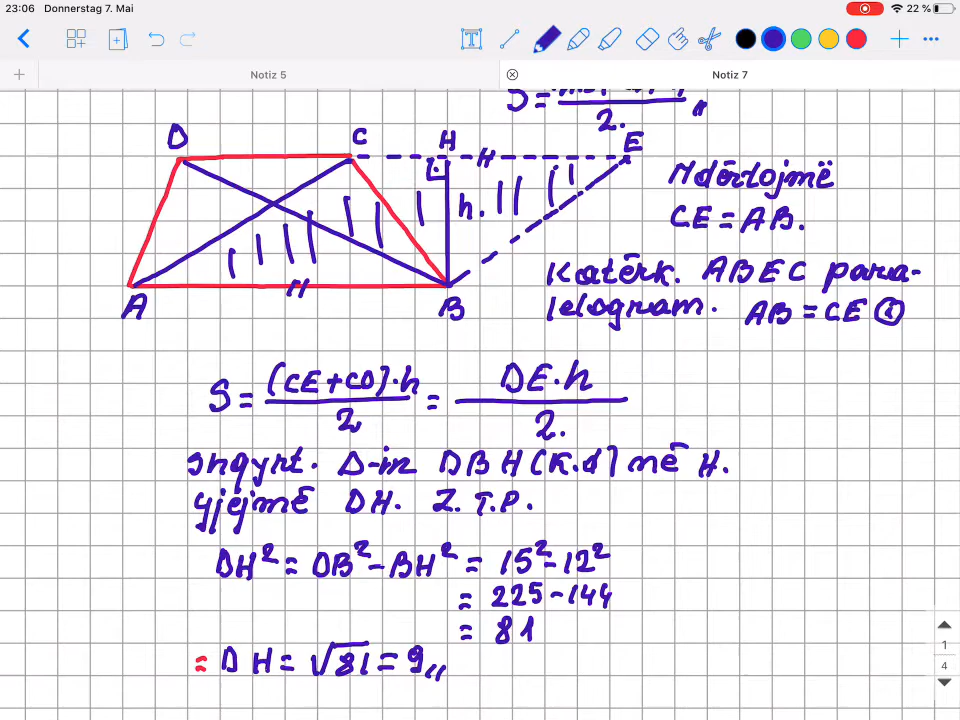 23:06 Donnerstag 7. Mai
22 %
Notiz 5
Notiz 7
2.
D
C
H
E
h.
A
B
Ndërtojmë
CE = AB.
Katërk. ABEC para-
lelogram. AB = CE ①
S = (CE+CD)·h / 2 = DE·h / 2.
shqyrt. Δ-in DBH (K.d) në H.
gjejmë DH. Z.T.P.
DH² = DB² - BH² = 15² - 12²
= 225 - 144
= 81
= DH = √81 = 9,,
1
4